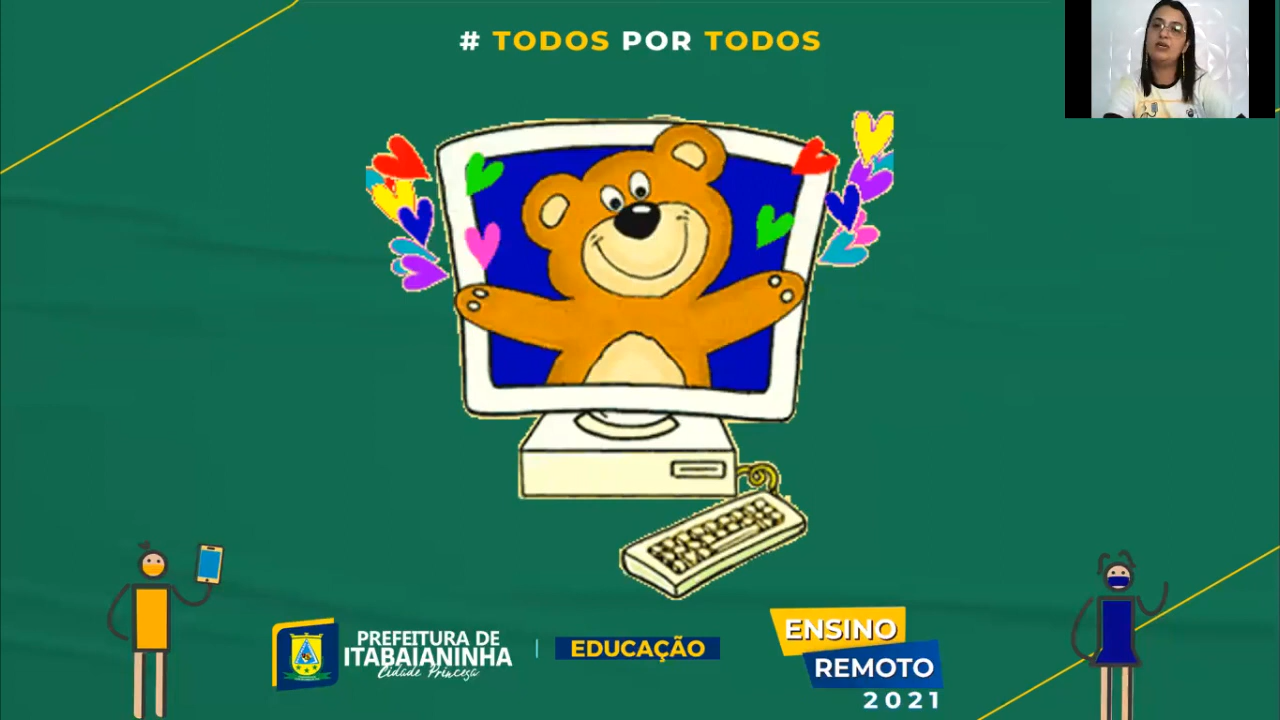 # TODOS POR TODOS
PREFEITURA DE
ITABAIANINHA
Cidade Princesa
EDUCAÇÃO
ENSINO
REMOTO
2021